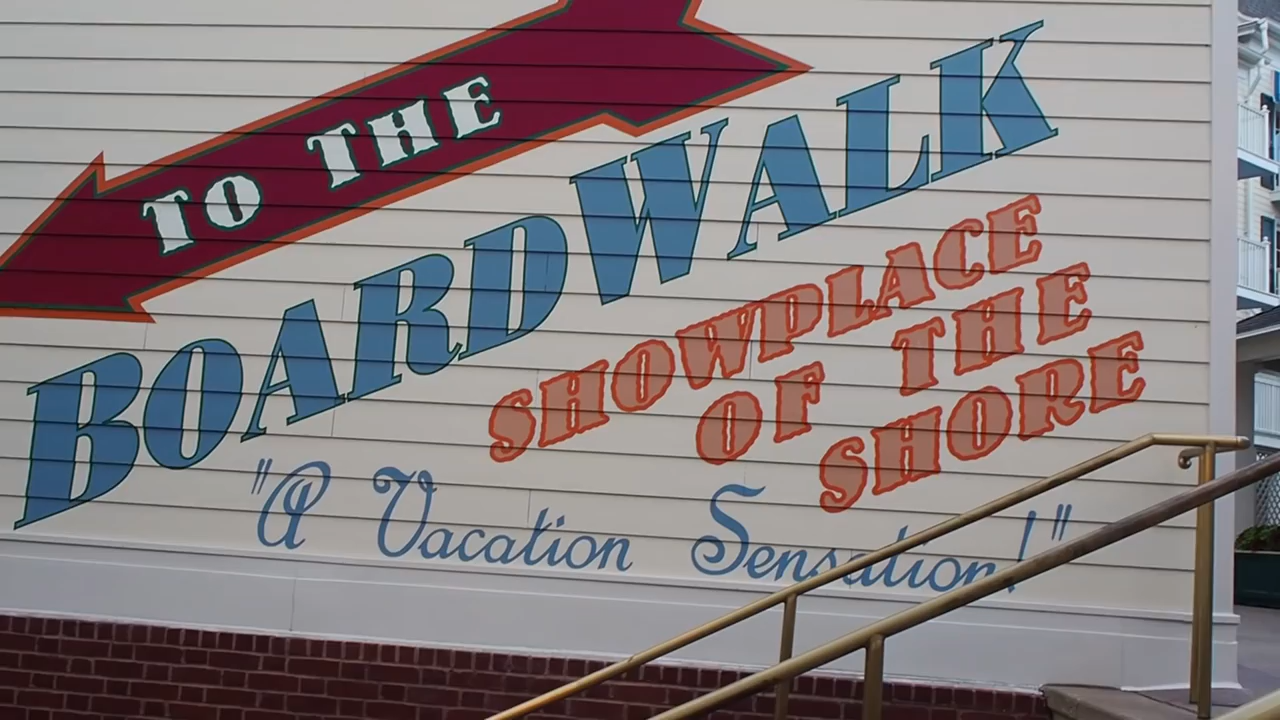 TO THE
BOARDWALK
SHOWPLACE
OF THE
SHORE
"A Vacation Sensation!"